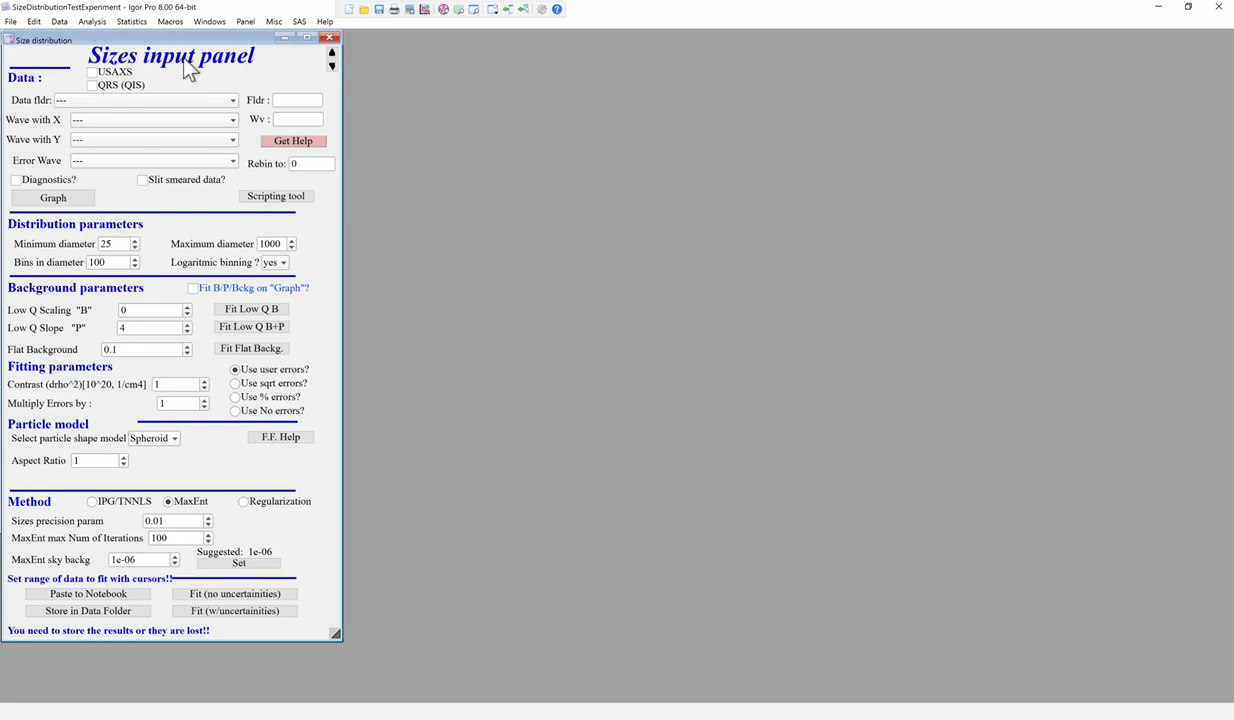 SizeDistributionTestExperiment - Igor Pro 8.00 64-bit
File Edit Data Analysis Statistics Macros Windows Panel Misc SAS Help
Size distribution
Sizes input panel
Data :
USAXS
QRS (QIS)
Data fldr: --- Fldr :
Wave with X --- Wv :
Wave with Y --- Get Help
Error Wave --- Rebin to: 0
Diagnostics? Slit smeared data?
Graph Scripting tool
Distribution parameters
Minimum diameter 25 Maximum diameter 1000
Bins in diameter 100 Logaritmic binning ? yes
Background parameters Fit B/P/Bckg on "Graph"?
Low Q Scaling "B" 0 Fit Low Q B
Low Q Slope "P" 4 Fit Low Q B+P
Flat Background 0.1 Fit Flat Backg.
Fitting parameters Use user errors?
Contrast (drho^2)[10^20, 1/cm4] 1 Use sqrt errors?
Use % errors?
Multiply Errors by : 1
Use No errors?
Particle model
Select particle shape model Spheroid F.F. Help
Aspect Ratio 1
Method IPG/TNNLS MaxEnt Regularization
Sizes precision param 0.01
MaxEnt max Num of Iterations 100
Suggested: 1e-06
MaxEnt sky backg 1e-06 Set
Set range of data to fit with cursors!!
Paste to Notebook Fit (no uncertainities)
Store in Data Folder Fit (w/uncertainities)
You need to store the results or they are lost!!